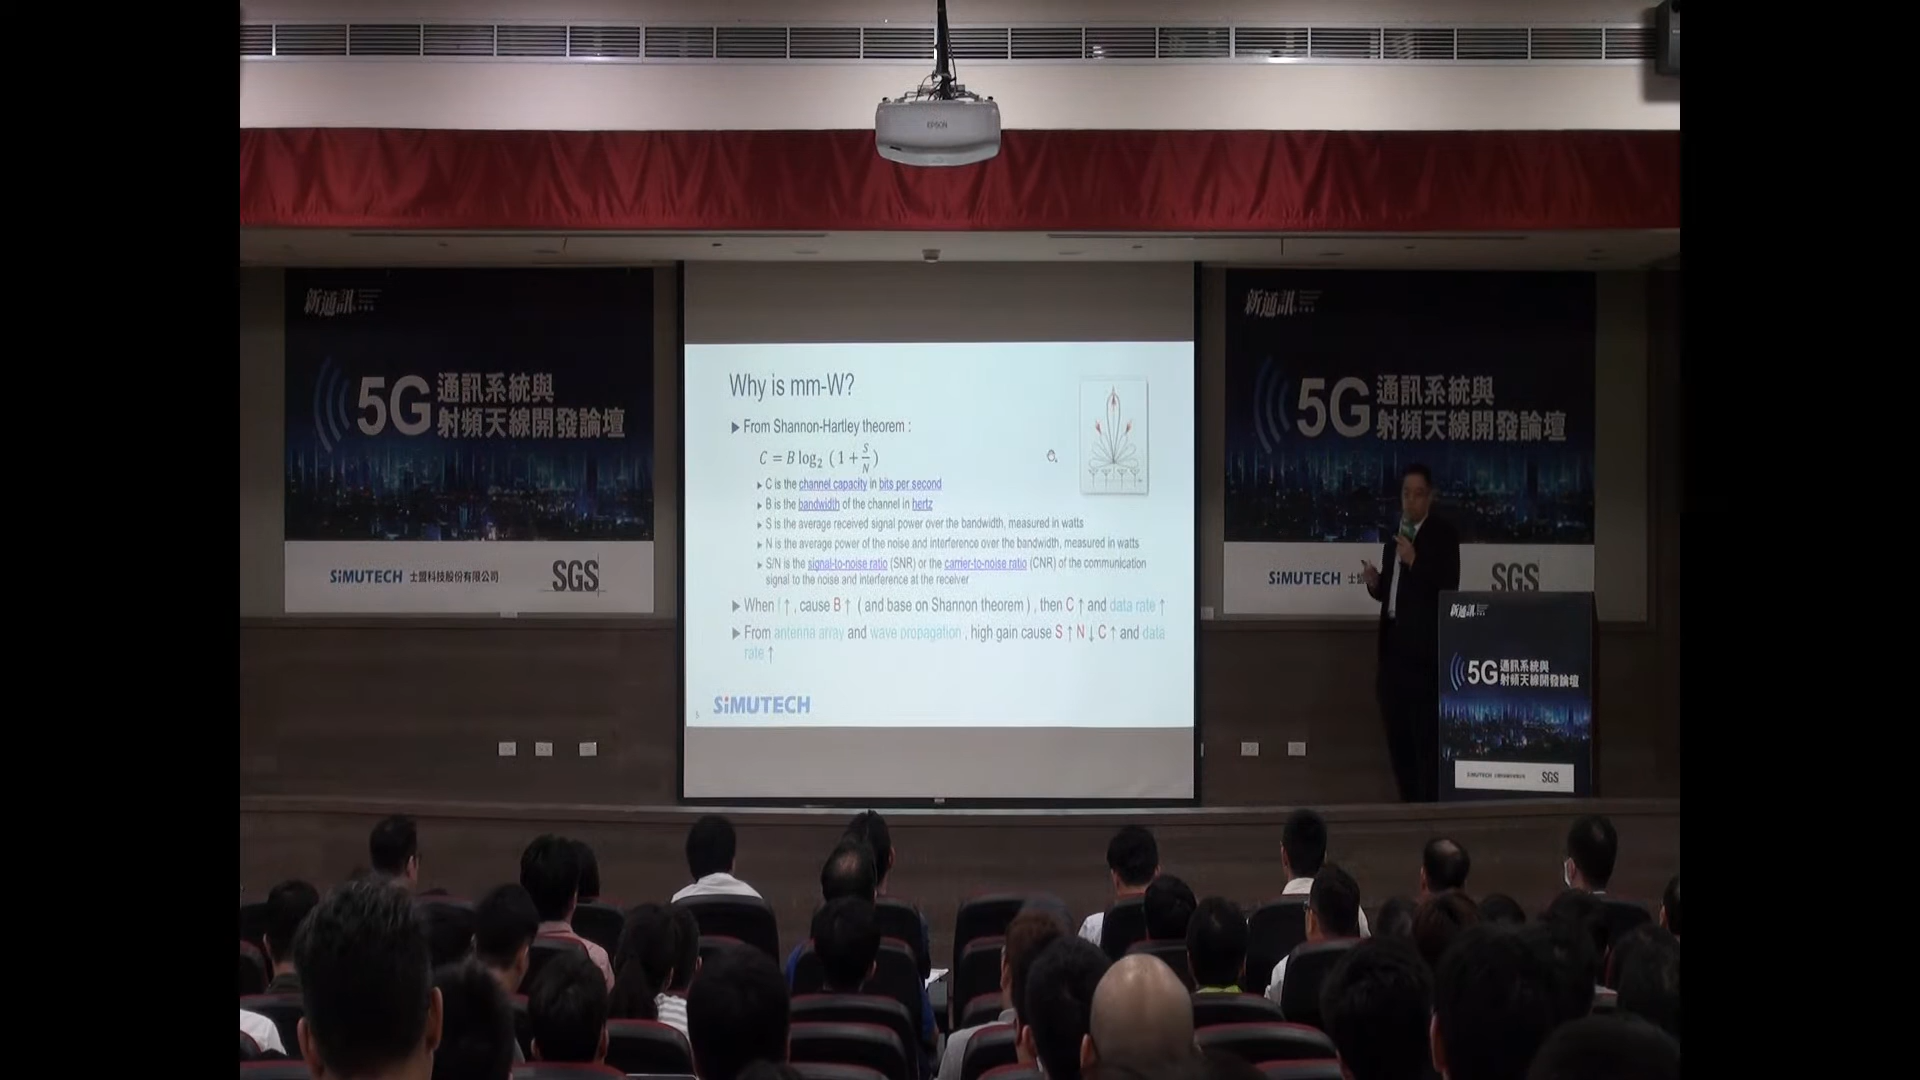 EPSON
新通訊
5G 通訊系統與
射頻天線開發論壇
SiMUTECH 士盟科技股份有限公司
SGS
Why is mm-W?
▶ From Shannon-Hartley theorem :
C = B log₂ ( 1 + S/N )
▶ C is the channel capacity in bits per second
▶ B is the bandwidth of the channel in hertz
▶ S is the average received signal power over the bandwidth, measured in watts
▶ N is the average power of the noise and interference over the bandwidth, measured in watts
▶ S/N is the signal-to-noise ratio (SNR) or the carrier-to-noise ratio (CNR) of the communication
signal to the noise and interference at the receiver
▶ When f ↑ , cause B ↑ ( and base on Shannon theorem ) , then C ↑ and data rate ↑
▶ From antenna array and wave propagation , high gain cause S ↑ N ↓ C ↑ and data
rate ↑
5
SiMUTECH
新通訊
5G 通訊系統與
射頻天線開發論壇
SiMUTECH 士
SGS
新通訊
5G 通訊系統與
射頻天線開發論壇
SiMUTECH
SGS